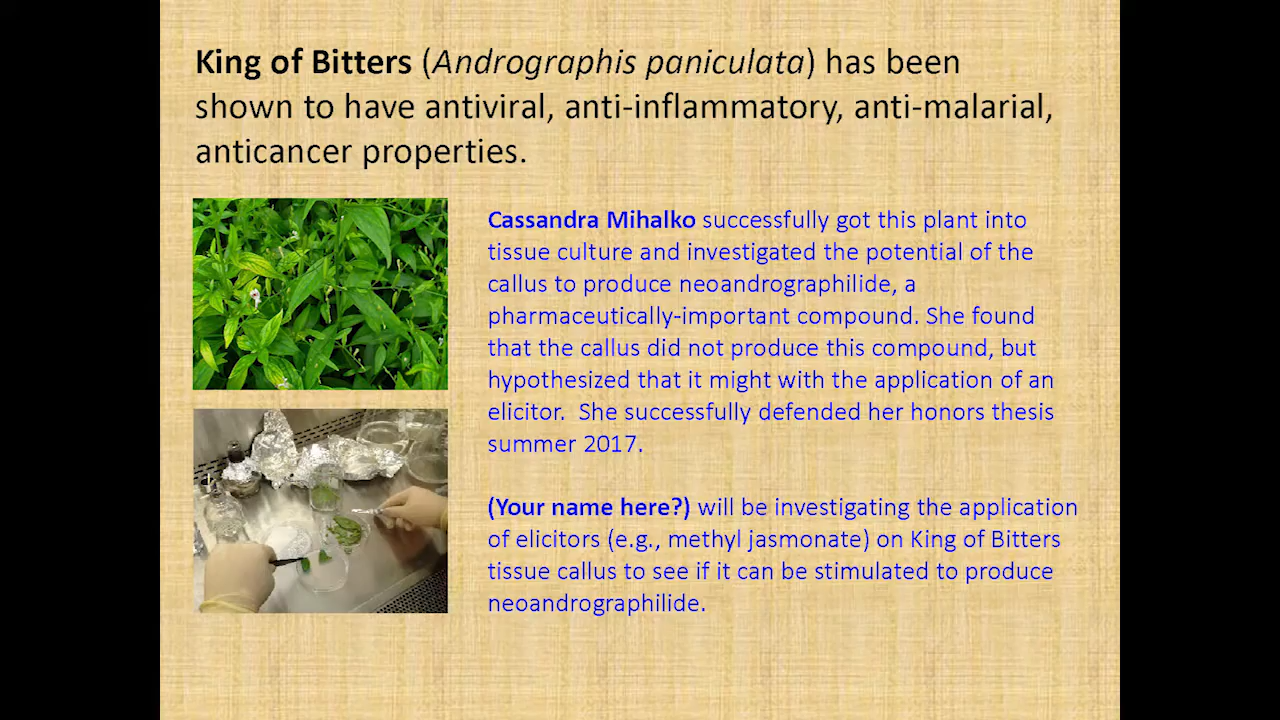 King of Bitters (Andrographis paniculata) has been
shown to have antiviral, anti-inflammatory, anti-malarial,
anticancer properties.
Cassandra Mihalko successfully got this plant into
tissue culture and investigated the potential of the
callus to produce neoandrographilide, a
pharmaceutically-important compound. She found
that the callus did not produce this compound, but
hypothesized that it might with the application of an
elicitor.  She successfully defended her honors thesis
summer 2017.
(Your name here?) will be investigating the application
of elicitors (e.g., methyl jasmonate) on King of Bitters
tissue callus to see if it can be stimulated to produce
neoandrographilide.